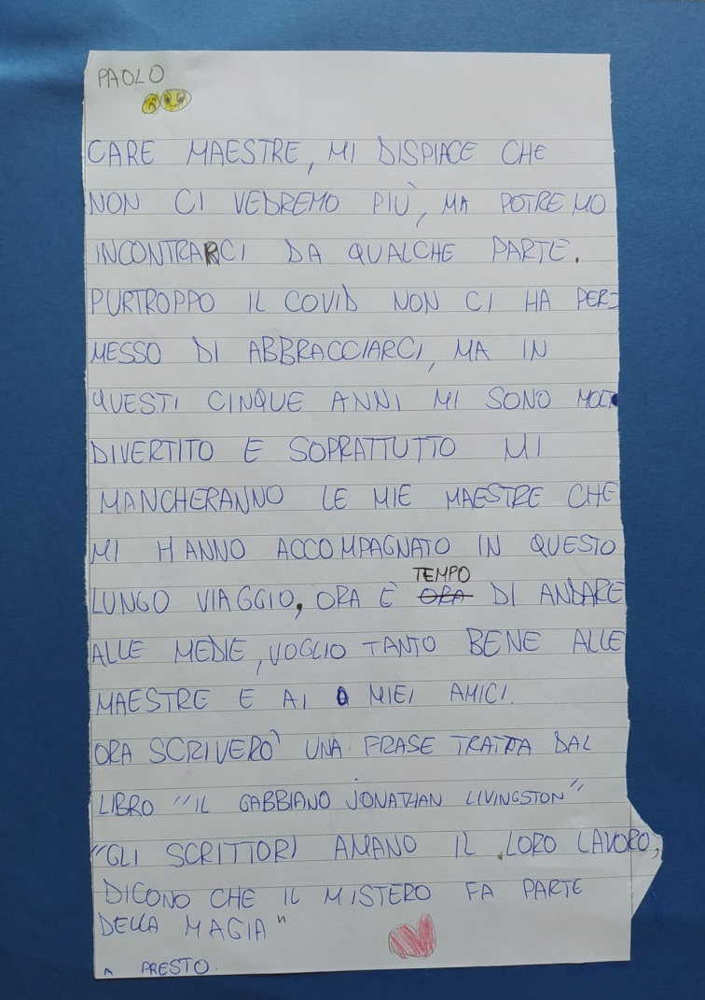 PAOLO
CARE MAESTRE, MI DISPIACE CHE
NON CI VEDREMO PIÙ, MA POTREMO
INCONTRARCI DA QUALCHE PARTE.
PURTROPPO IL COVID NON CI HA PER=
MESSO DI ABBRACCIARCI, MA IN
QUESTI CINQUE ANNI MI SONO MOLTO
DIVERTITO E SOPRATTUTTO MI
MANCHERANNO LE MIE MAESTRE CHE
MI HANNO ACCOMPAGNATO IN QUESTO
LUNGO VIAGGIO, ORA È ORA TEMPO DI ANDARE
ALLE MEDIE, VOGLIO TANTO BENE ALLE
MAESTRE E AI MIEI AMICI.
ORA SCRIVERO' UNA FRASE TRATTA DAL
LIBRO "IL GABBIANO JONATHAN LIVINGSTON"
"GLI SCRITTORI AMANO IL LORO LAVORO,
DICONO CHE IL MISTERO FA PARTE
DELLA MAGIA"
A PRESTO.